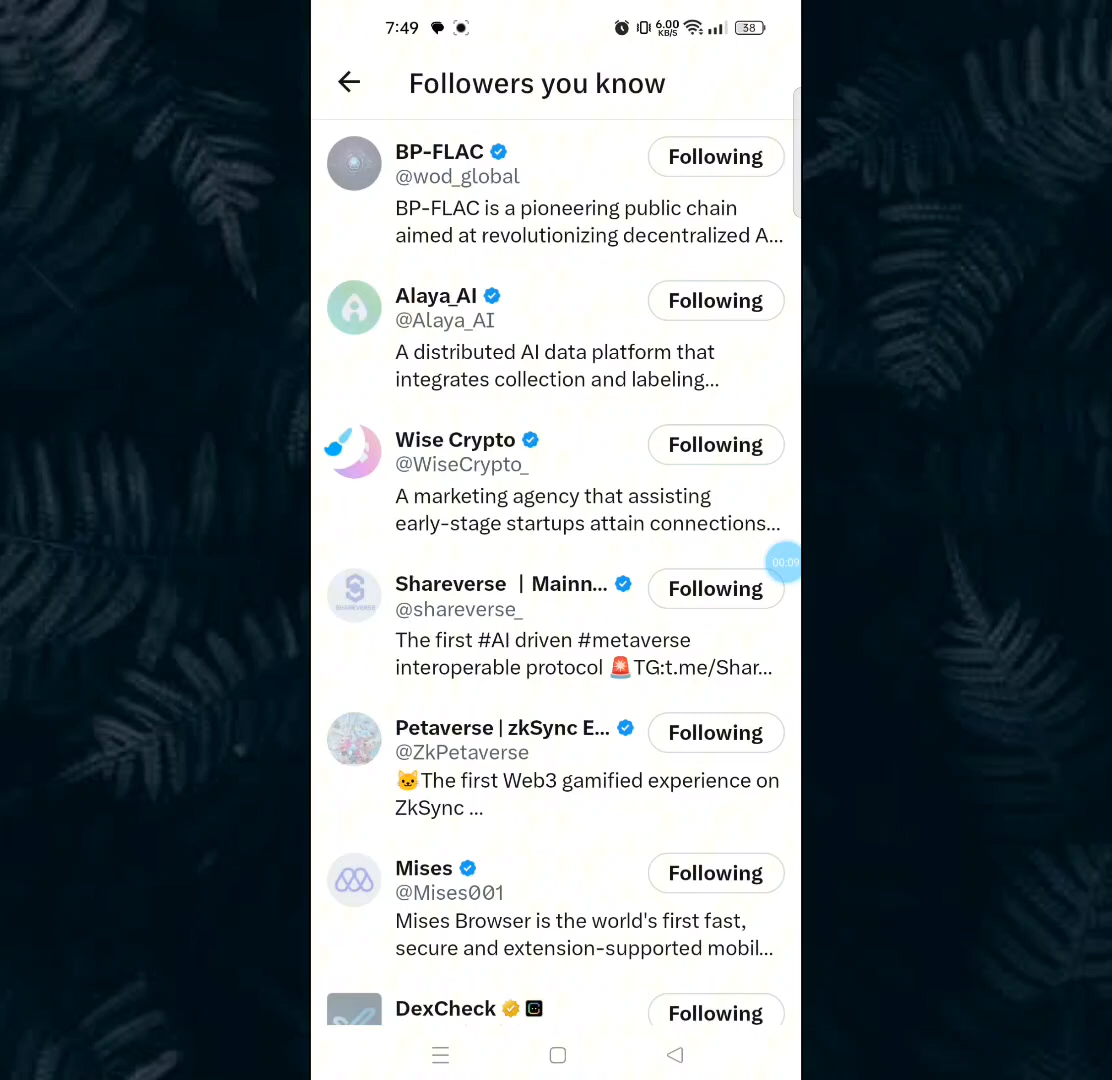 7:49
6.00
KB/S
38
Followers you know
BP-FLAC
Following
@wod_global
BP-FLAC is a pioneering public chain
aimed at revolutionizing decentralized A...
Alaya_AI
Following
@Alaya_AI
A distributed AI data platform that
integrates collection and labeling...
Wise Crypto
Following
@WiseCrypto_
A marketing agency that assisting
early-stage startups attain connections...
00:09
Shareverse | Mainn...
Following
SHAREVERSE
@shareverse_
The first #AI driven #metaverse
interoperable protocol 🚨TG:t.me/Shar...
Petaverse | zkSync E...
Following
@ZkPetaverse
🐱The first Web3 gamified experience on
ZkSync ...
Mises
Following
@Mises001
Mises Browser is the world's first fast,
secure and extension-supported mobil...
DexCheck
Following